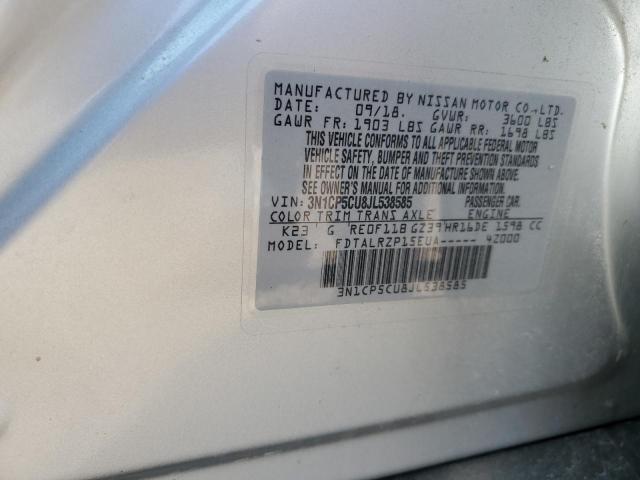 MANUFACTURED BY NISSAN MOTOR CO.,LTD.
DATE: 09/18. GVWR: 3600 LBS
GAWR FR: 1903 LBS GAWR RR: 1698 LBS
THIS VEHICLE CONFORMS TO ALL APPLICABLE FEDERAL MOTOR
VEHICLE SAFETY, BUMPER AND THEFT PREVENTION STANDARDS
IN EFFECT ON THE DATE OF MANUFACTURE SHOWN ABOVE.
SEE OWNER'S MANUAL FOR ADDITIONAL INFORMATION.
VIN: 3N1CP5CU8JL538585 PASSENGER CAR.
COLOR TRIM TRANS AXLE ENGINE
K23 G RE0F11B GZ39 HR16DE 1598 CC
MODEL: FDTALRZP15EUA----- 4Z000
3N1CP5CU8JL538585